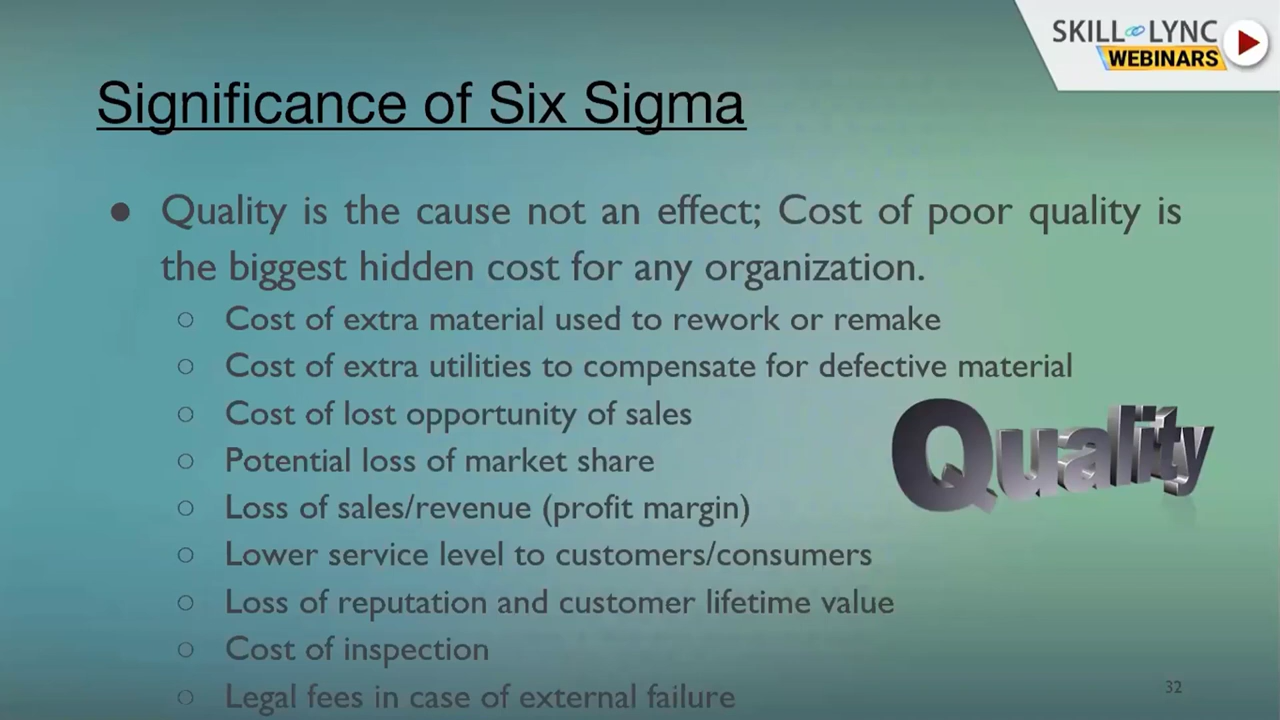 SKILL LYNC
WEBINARS
Significance of Six Sigma
● Quality is the cause not an effect; Cost of poor quality is
the biggest hidden cost for any organization.
○ Cost of extra material used to rework or remake
○ Cost of extra utilities to compensate for defective material
○ Cost of lost opportunity of sales
○ Potential loss of market share
○ Loss of sales/revenue (profit margin)
○ Lower service level to customers/consumers
○ Loss of reputation and customer lifetime value
○ Cost of inspection
○ Legal fees in case of external failure
Quality
32